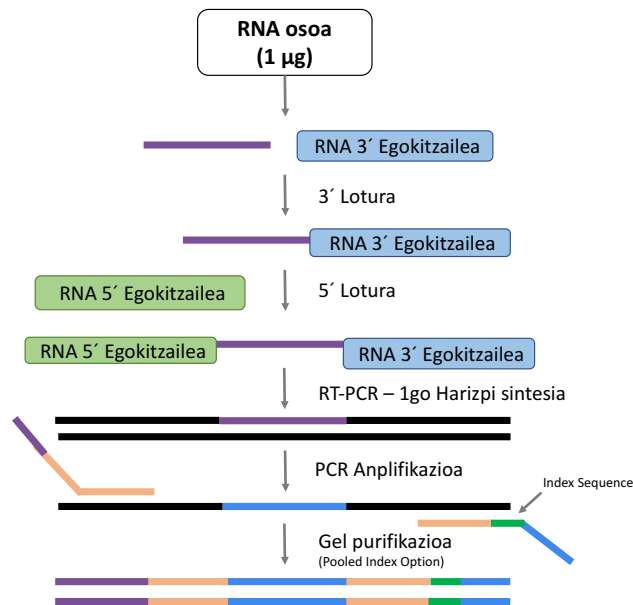 RNA osoa
(1 µg)
RNA 3´ Egokitzailea
3´ Lotura
RNA 3´ Egokitzailea
RNA 5´ Egokitzailea
5´ Lotura
RNA 5´ Egokitzailea
RNA 3´ Egokitzailea
RT-PCR – 1go Harizpi sintesia
PCR Anplifikazioa
Index Sequence
Gel purifikazioa
(Pooled Index Option)